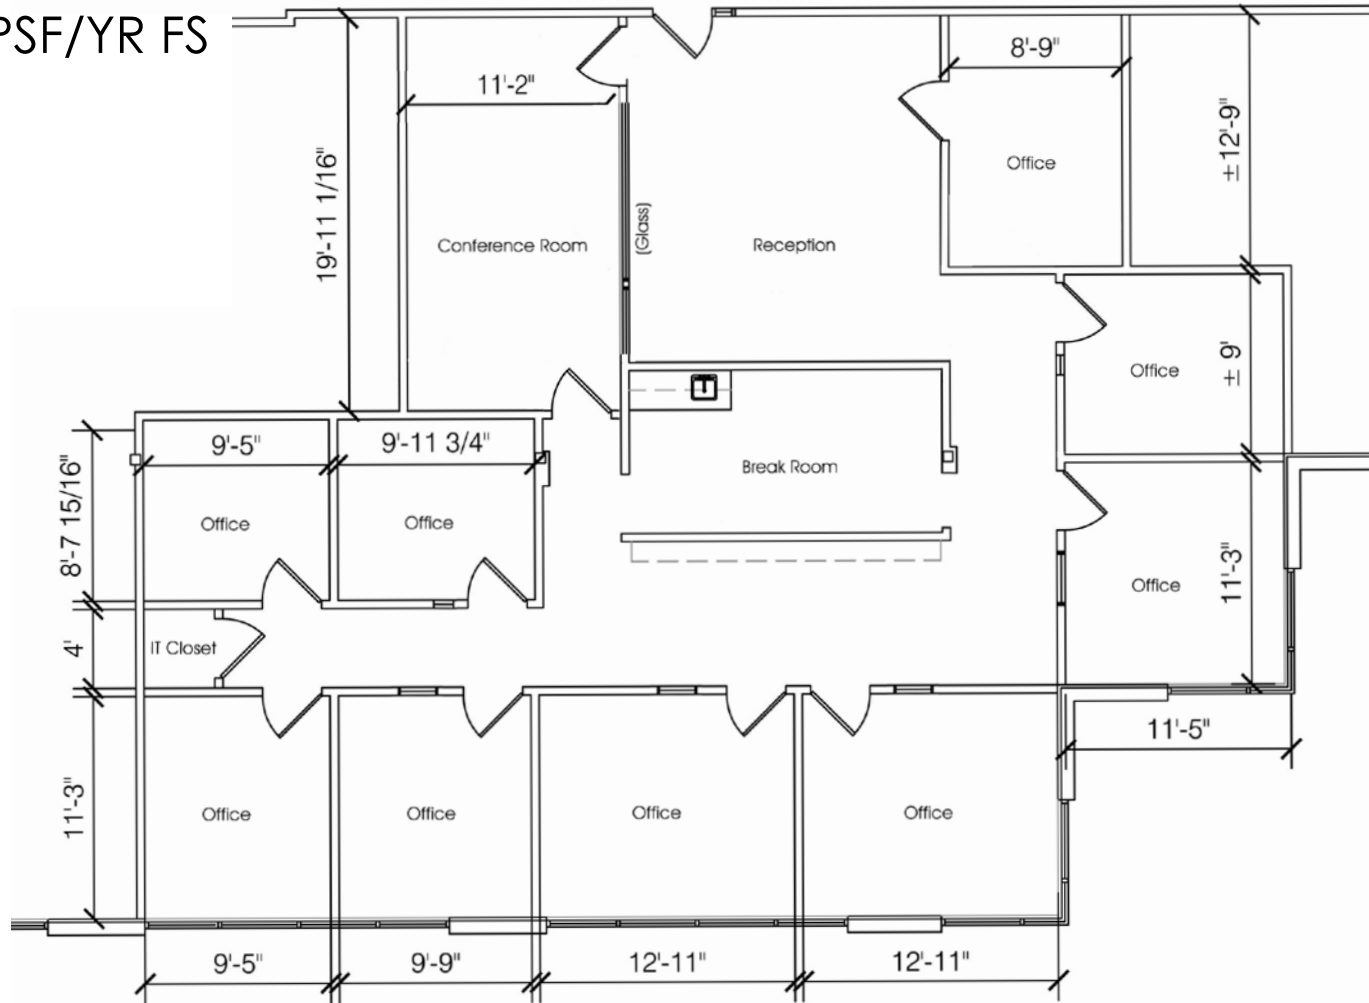 PSF/YR FS
8'-9"
11'-2"
±12'-9"
Office
19'-11 1/16"
(Glass)
Conference Room
Reception
Office
± 9'
9'-5"
9'-11 3/4"
Break Room
8'-7 15/16"
Office
Office
Office
11'-3"
4'
IT Closet
11'-5"
11'-3"
Office
Office
Office
Office
9'-5"
9'-9"
12'-11"
12'-11"